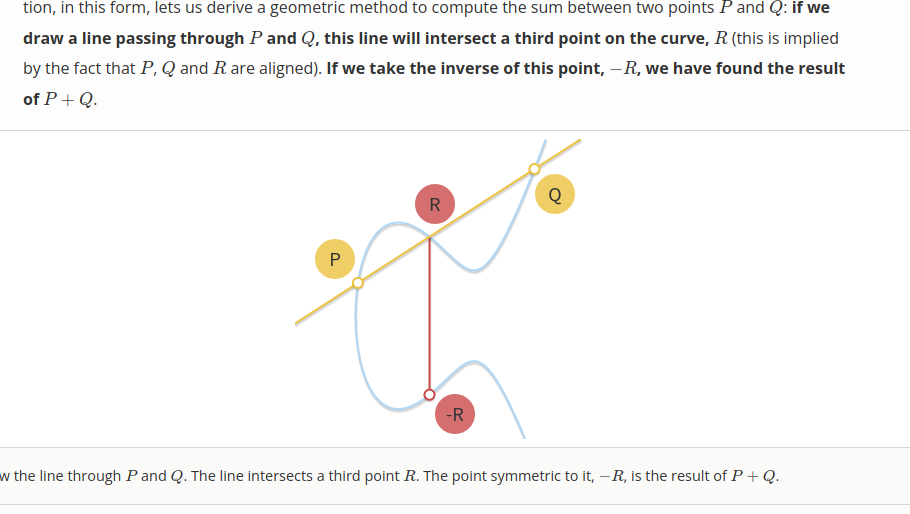 tion, in this form, lets us derive a geometric method to compute the sum between two points P and Q: if we
draw a line passing through P and Q, this line will intersect a third point on the curve, R (this is implied
by the fact that P, Q and R are aligned). If we take the inverse of this point, −R, we have found the result
of P + Q.
Q
R
P
-R
w the line through P and Q. The line intersects a third point R. The point symmetric to it, −R, is the result of P + Q.